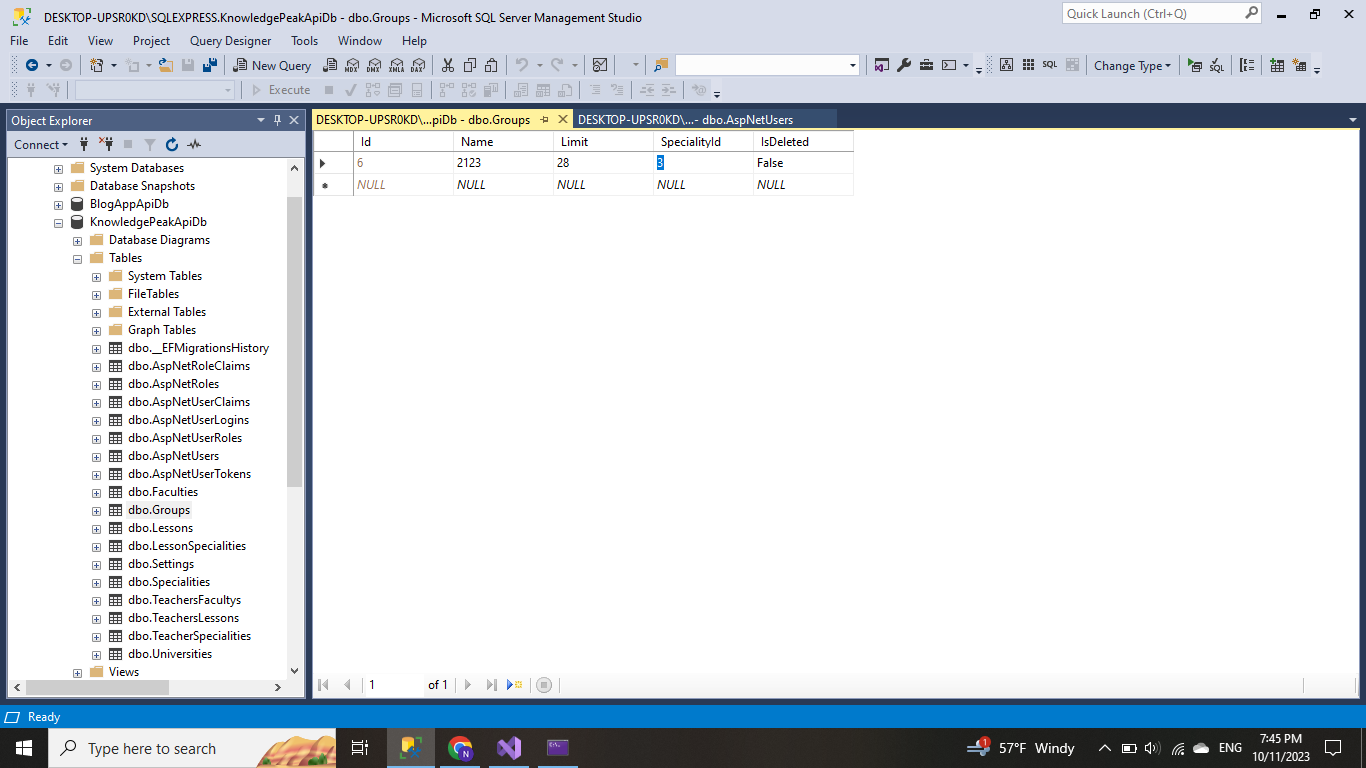 DESKTOP-UPSR0KD\SQLEXPRESS.KnowledgePeakApiDb - dbo.Groups - Microsoft SQL Server Management Studio
Quick Launch (Ctrl+Q)
File Edit View Project Query Designer Tools Window Help
New Query MDX DMX XMLA DAX SQL Change Type SQL
Execute
Object Explorer
DESKTOP-UPSR0KD\...piDb - dbo.Groups DESKTOP-UPSR0KD\...- dbo.AspNetUsers
Connect
System Databases
Database Snapshots
BlogAppApiDb
KnowledgePeakApiDb
Database Diagrams
Tables
System Tables
FileTables
External Tables
Graph Tables
dbo.__EFMigrationsHistory
dbo.AspNetRoleClaims
dbo.AspNetRoles
dbo.AspNetUserClaims
dbo.AspNetUserLogins
dbo.AspNetUserRoles
dbo.AspNetUsers
dbo.AspNetUserTokens
dbo.Faculties
dbo.Groups
dbo.Lessons
dbo.LessonSpecialities
dbo.Settings
dbo.Specialities
dbo.TeachersFacultys
dbo.TeachersLessons
dbo.TeacherSpecialities
dbo.Universities
Views
Id Name Limit SpecialityId IsDeleted
6 2123 28 3 False
NULL NULL NULL NULL NULL
1 of 1
Ready
Type here to search
N
1
57°F Windy
ENG
7:45 PM
10/11/2023